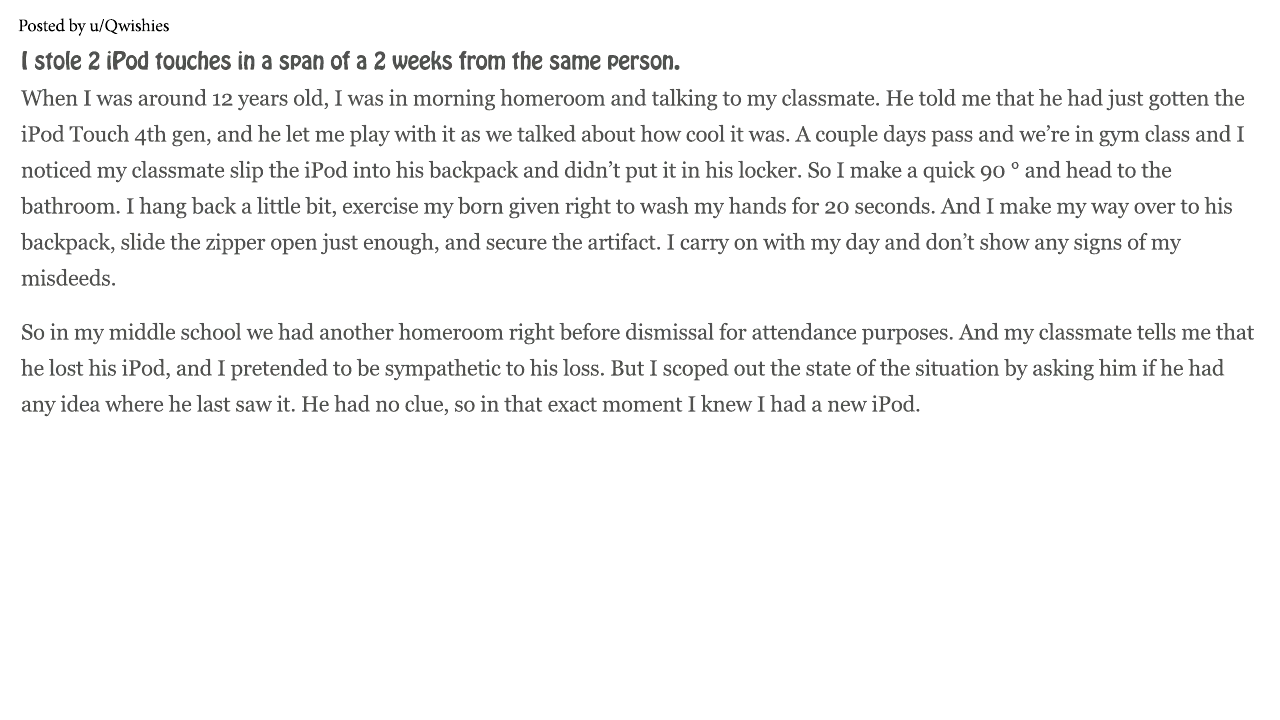 Posted by u/Qwishies
I stole 2 iPod touches in a span of a 2 weeks from the same person.
When I was around 12 years old, I was in morning homeroom and talking to my classmate. He told me that he had just gotten the
iPod Touch 4th gen, and he let me play with it as we talked about how cool it was. A couple days pass and we’re in gym class and I
noticed my classmate slip the iPod into his backpack and didn’t put it in his locker. So I make a quick 90 ° and head to the
bathroom. I hang back a little bit, exercise my born given right to wash my hands for 20 seconds. And I make my way over to his
backpack, slide the zipper open just enough, and secure the artifact. I carry on with my day and don’t show any signs of my
misdeeds.
So in my middle school we had another homeroom right before dismissal for attendance purposes. And my classmate tells me that
he lost his iPod, and I pretended to be sympathetic to his loss. But I scoped out the state of the situation by asking him if he had
any idea where he last saw it. He had no clue, so in that exact moment I knew I had a new iPod.